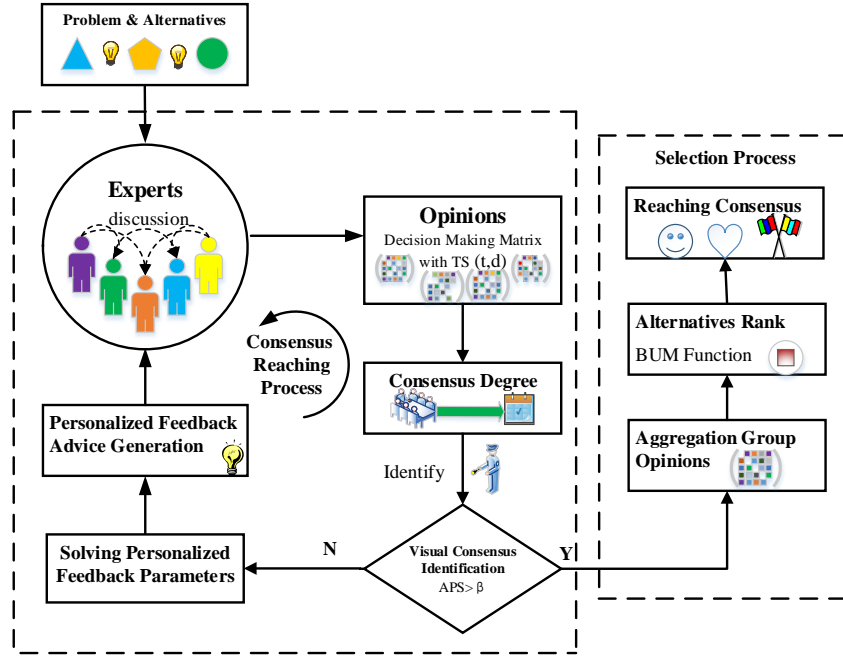 Problem & Alternatives
Experts
discussion
Opinions
Decision Making Matrix
with TS (t,d)
Consensus
Reaching
Process
Consensus Degree
Identify
Personalized Feedback
Advice Generation
Solving Personalized
Feedback Parameters
N
Visual Consensus
Identification
APS> β
Y
Selection Process
Reaching Consensus
Alternatives Rank
BUM Function
Aggregation Group
Opinions